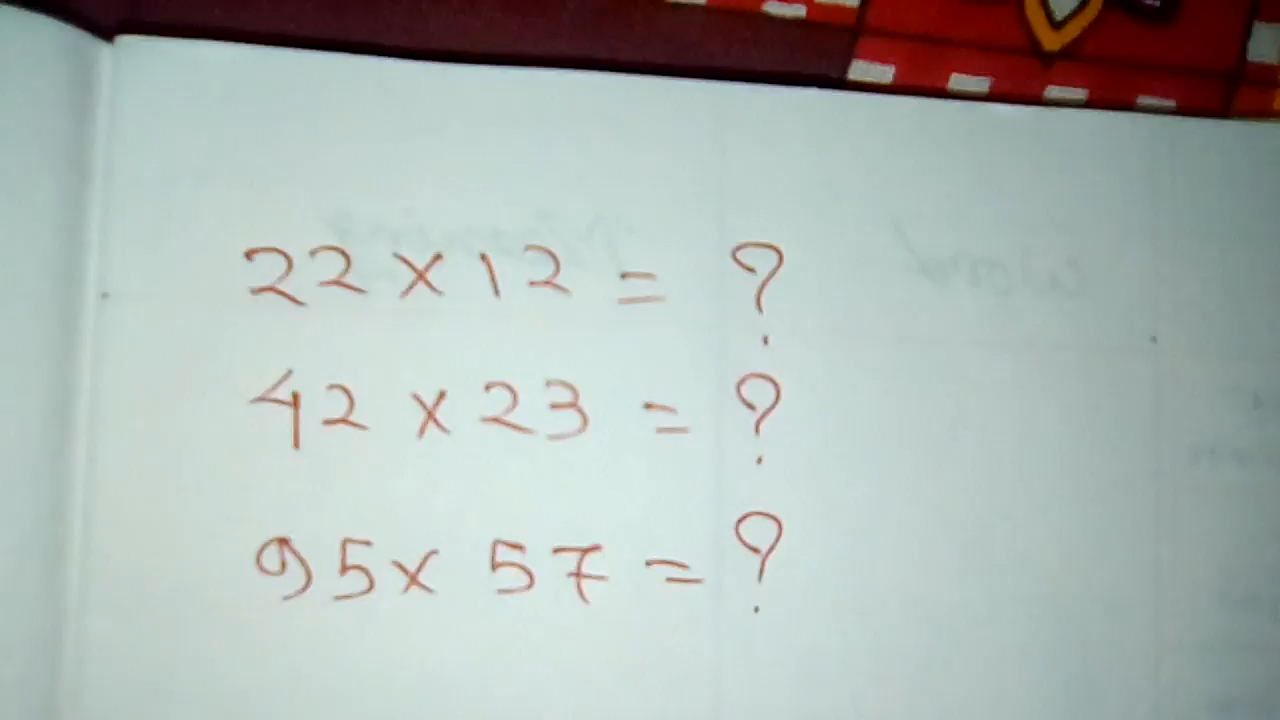 22 × 12 = ?
42 × 23 = ?
95 × 57 = ?